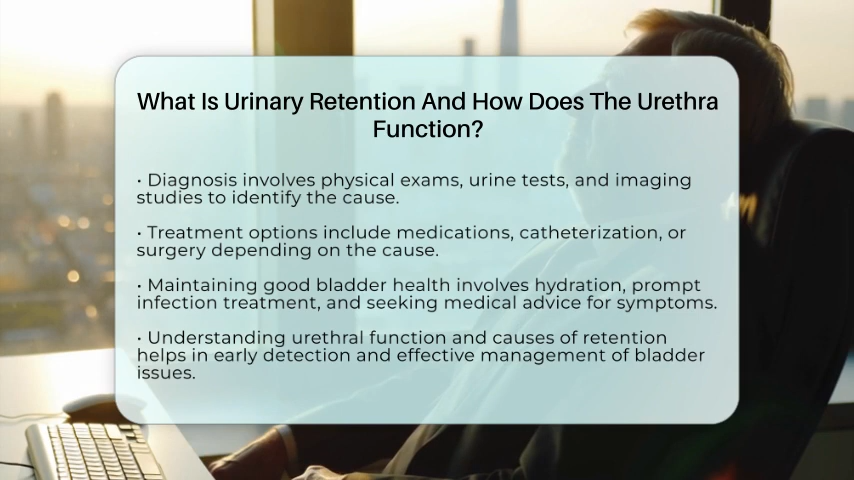 What Is Urinary Retention And How Does The Urethra
Function?
• Diagnosis involves physical exams, urine tests, and imaging
studies to identify the cause.
• Treatment options include medications, catheterization, or
surgery depending on the cause.
• Maintaining good bladder health involves hydration, prompt
infection treatment, and seeking medical advice for symptoms.
• Understanding urethral function and causes of retention
helps in early detection and effective management of bladder
issues.